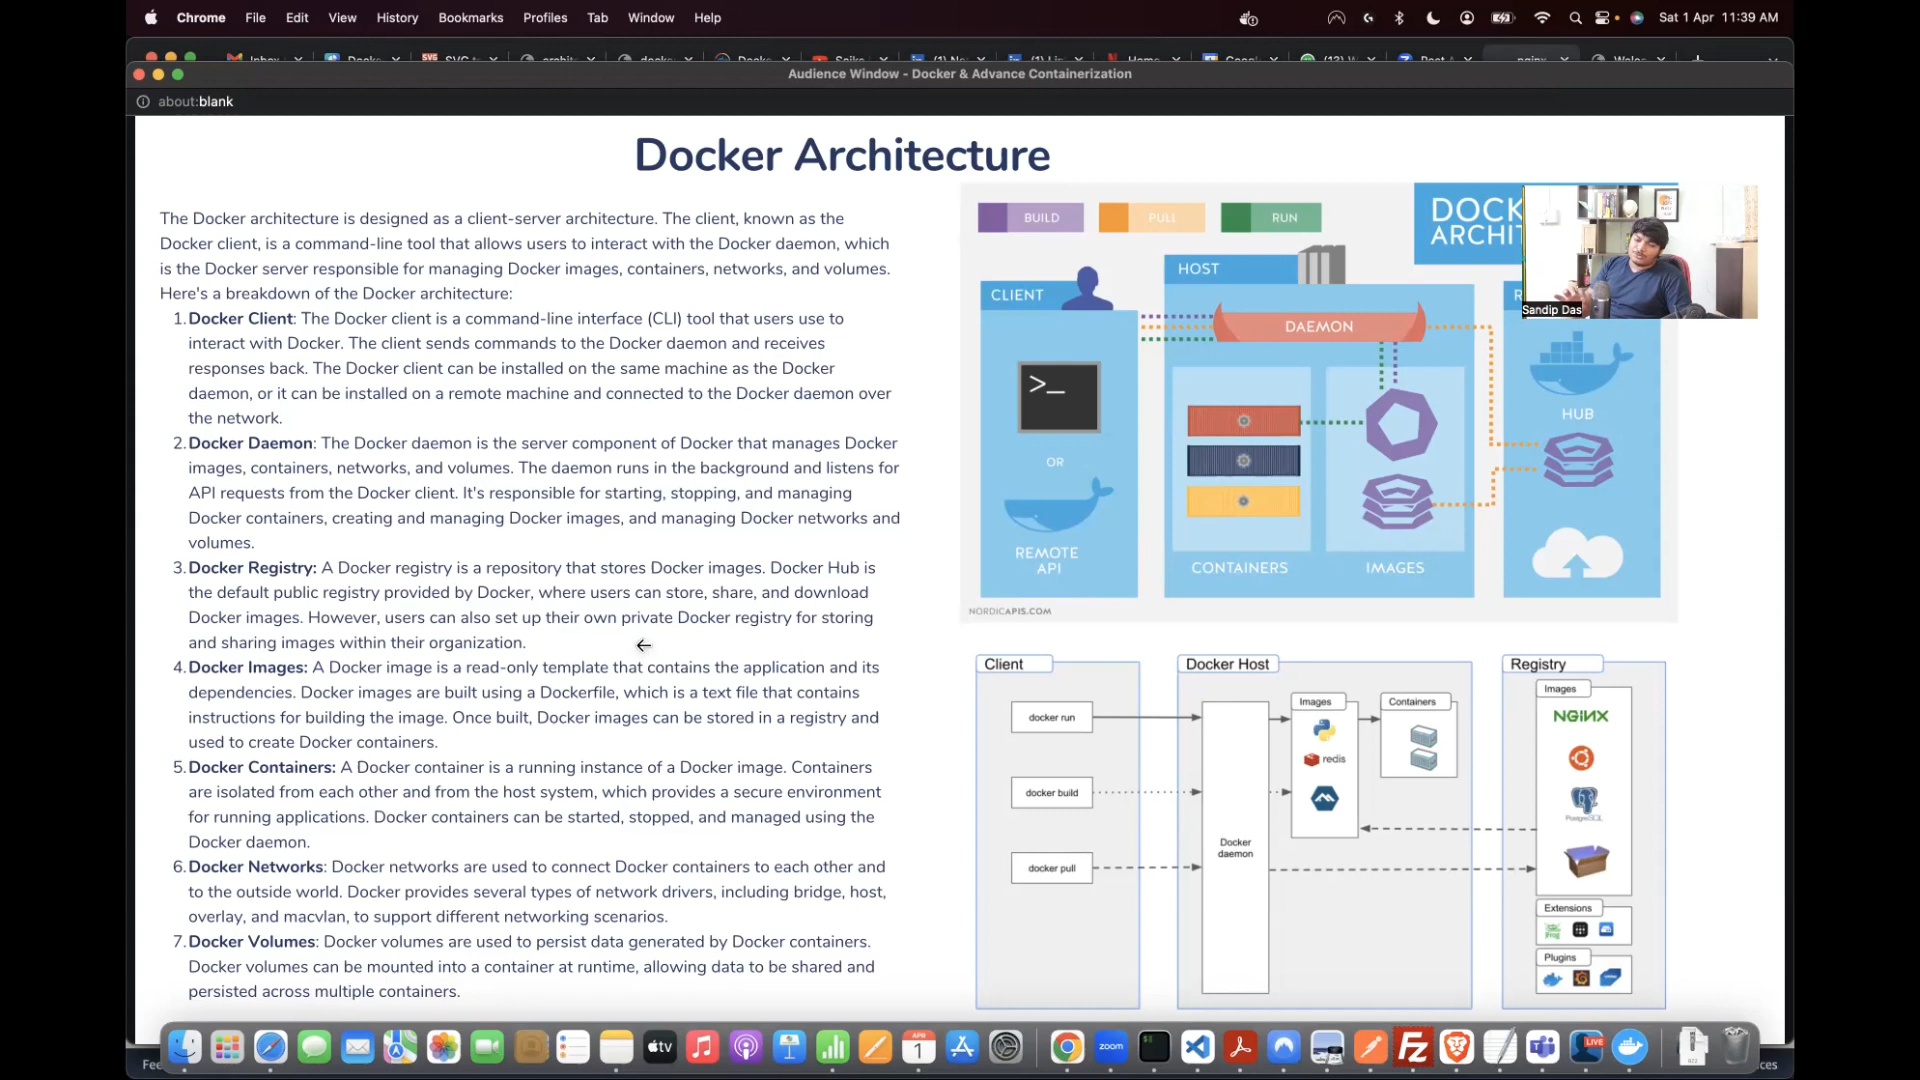 Chrome File Edit View History Bookmarks Profiles Tab Window Help
Sat 1 Apr 11:39 AM
Audience Window - Docker & Advance Containerization
about:blank
Docker Architecture
The Docker architecture is designed as a client-server architecture. The client, known as the
Docker client, is a command-line tool that allows users to interact with the Docker daemon, which
is the Docker server responsible for managing Docker images, containers, networks, and volumes.
Here's a breakdown of the Docker architecture:
1. Docker Client: The Docker client is a command-line interface (CLI) tool that users use to
interact with Docker. The client sends commands to the Docker daemon and receives
responses back. The Docker client can be installed on the same machine as the Docker
daemon, or it can be installed on a remote machine and connected to the Docker daemon over
the network.
2. Docker Daemon: The Docker daemon is the server component of Docker that manages Docker
images, containers, networks, and volumes. The daemon runs in the background and listens for
API requests from the Docker client. It's responsible for starting, stopping, and managing
Docker containers, creating and managing Docker images, and managing Docker networks and
volumes.
3. Docker Registry: A Docker registry is a repository that stores Docker images. Docker Hub is
the default public registry provided by Docker, where users can store, share, and download
Docker images. However, users can also set up their own private Docker registry for storing
and sharing images within their organization.
4. Docker Images: A Docker image is a read-only template that contains the application and its
dependencies. Docker images are built using a Dockerfile, which is a text file that contains
instructions for building the image. Once built, Docker images can be stored in a registry and
used to create Docker containers.
5. Docker Containers: A Docker container is a running instance of a Docker image. Containers
are isolated from each other and from the host system, which provides a secure environment
for running applications. Docker containers can be started, stopped, and managed using the
Docker daemon.
6. Docker Networks: Docker networks are used to connect Docker containers to each other and
to the outside world. Docker provides several types of network drivers, including bridge, host,
overlay, and macvlan, to support different networking scenarios.
7. Docker Volumes: Docker volumes are used to persist data generated by Docker containers.
Docker volumes can be mounted into a container at runtime, allowing data to be shared and
persisted across multiple containers.
BUILD
PULL
RUN
DOCK
ARCHIT
Sandip Das
CLIENT
HOST
DAEMON
>_
OR
REMOTE
API
CONTAINERS
IMAGES
HUB
NORDICAPIS.COM
Client
docker run
docker build
docker pull
Docker Host
Docker
daemon
Images
redis
Containers
Registry
Images
NGINX
PostgreSQL
Extensions
Plugins
tv
APR
1
zoom
LIVE